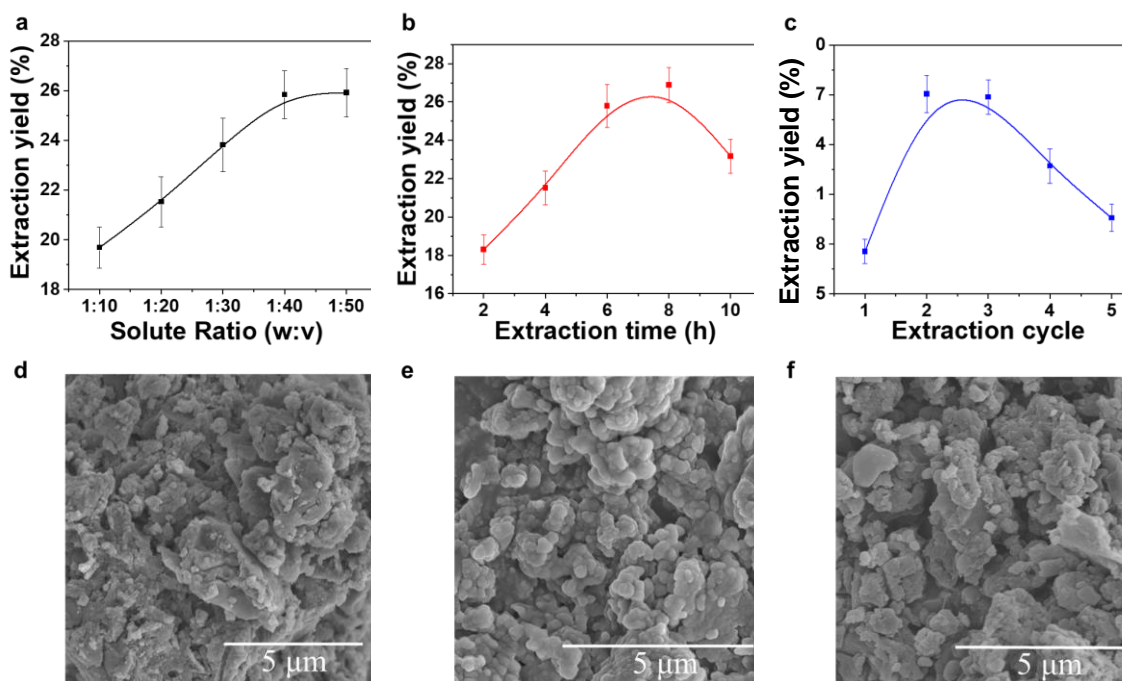 a
b
c
28
26
24
22
20
18
Extraction yield (%)
1:10 1:20 1:30 1:40 1:50
Solute Ratio (w:v)
28
26
24
22
20
18
16
Extraction yield (%)
2 4 6 8 10
Extraction time (h)
0
7
4
1
8
5
Extraction yield (%)
1 2 3 4 5
Extraction cycle
d
e
f
5 μm
5 μm
5 μm